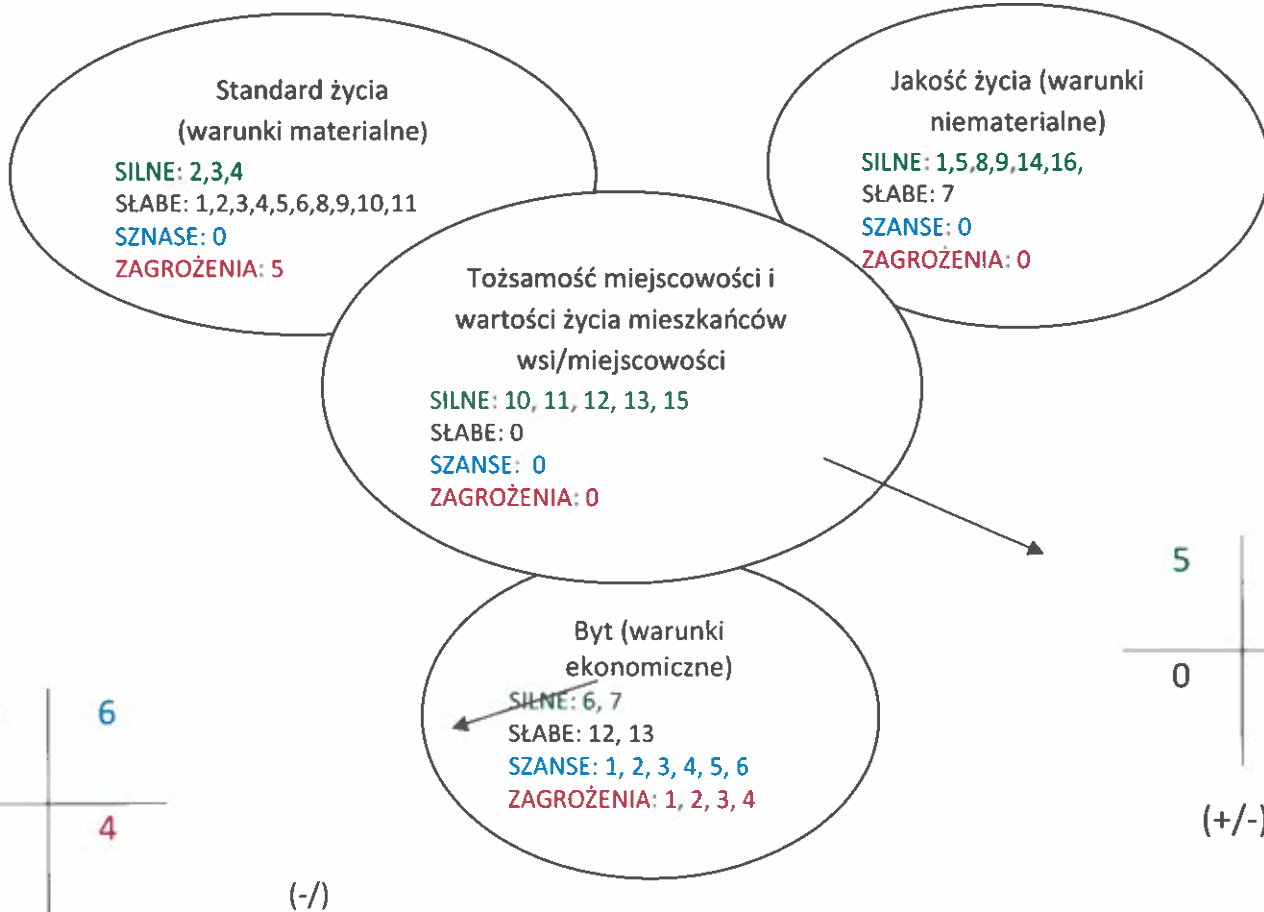 Standard życia
(warunki materialne)
SILNE: 2,3,4
SŁABE: 1,2,3,4,5,6,8,9,10,11
SZNASE: 0
ZAGROŻENIA: 5
Jakość życia (warunki
niematerialne)
SILNE: 1,5,8,9,14,16,
SŁABE: 7
SZANSE: 0
ZAGROŻENIA: 0
Tożsamość miejscowości i
wartości życia mieszkańców
wsi/miejscowości
SILNE: 10, 11, 12, 13, 15
SŁABE: 0
SZANSE: 0
ZAGROŻENIA: 0
Byt (warunki
ekonomiczne)
SILNE: 6, 7
SŁABE: 12, 13
SZANSE: 1, 2, 3, 4, 5, 6
ZAGROŻENIA: 1, 2, 3, 4
5
0
(+/-)
6
4
(-/)